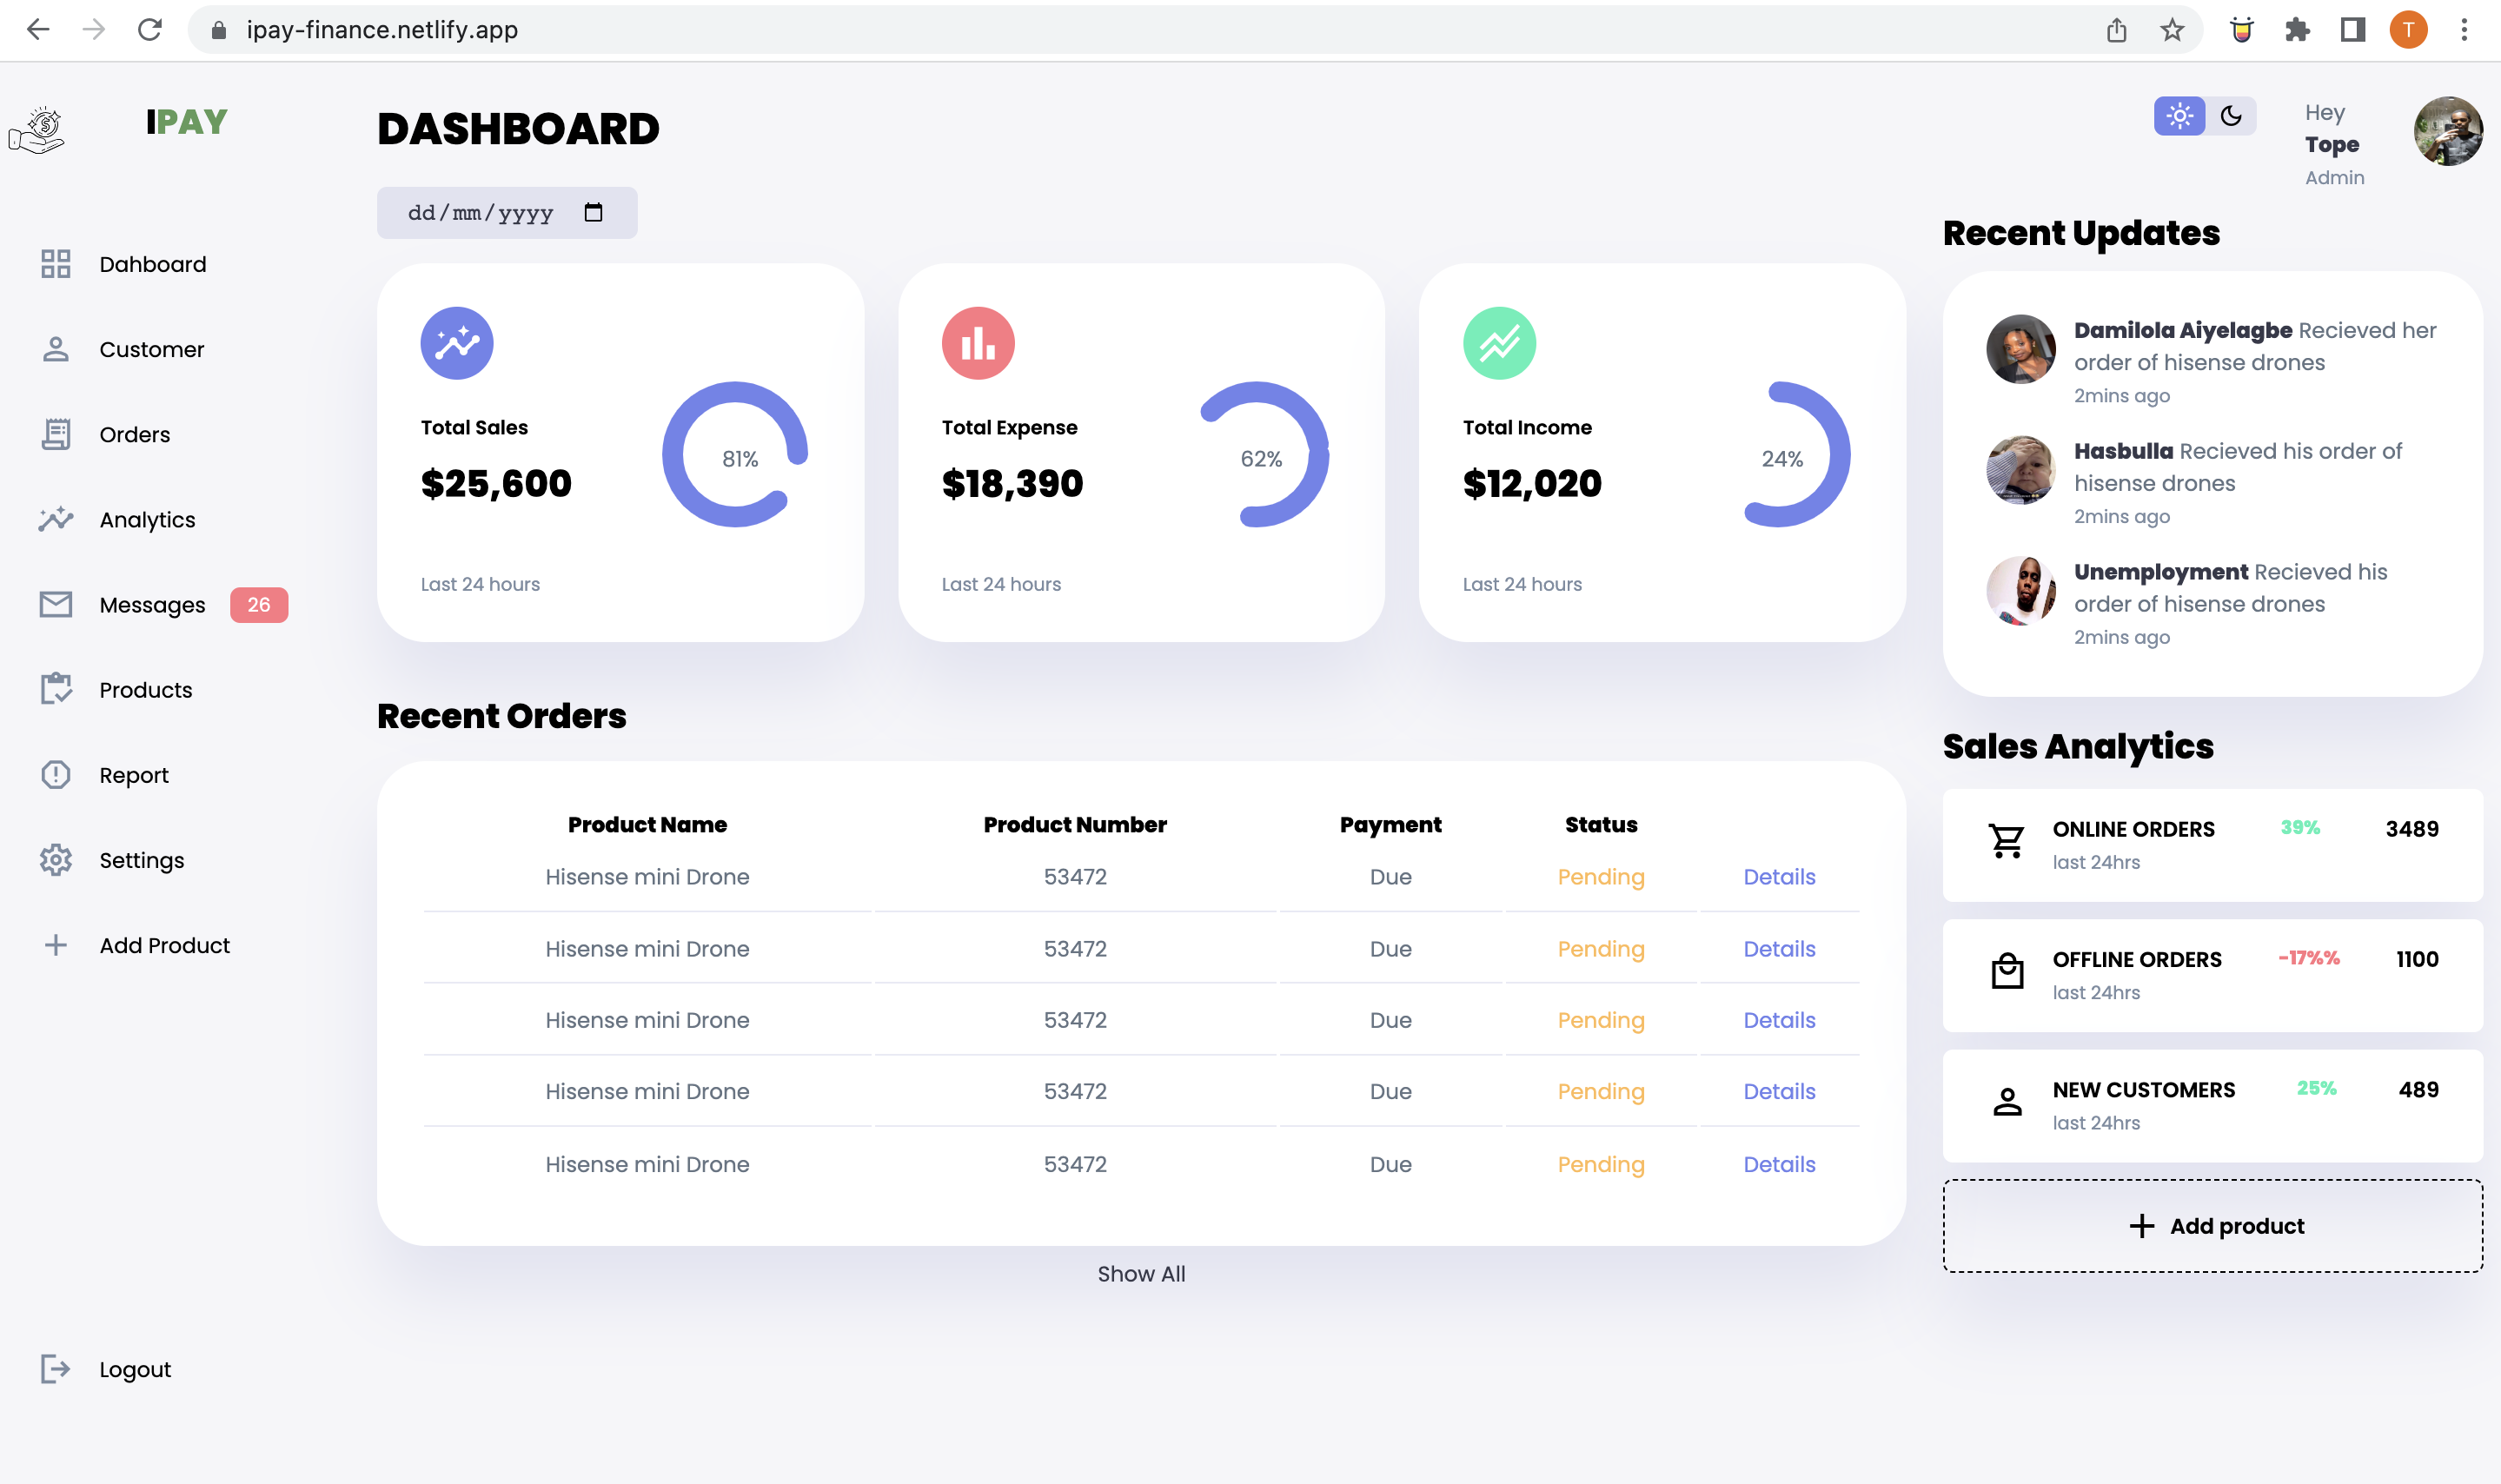 ipay-finance.netlify.app
T
IPAY
DASHBOARD
Hey
Tope
Admin
dd/mm/yyyy
Dahboard
Customer
Orders
Analytics
Messages 26
Products
Report
Settings
Add Product
Logout
Total Sales
$25,600
81%
Last 24 hours
Total Expense
$18,390
62%
Last 24 hours
Total Income
$12,020
24%
Last 24 hours
Recent Orders
Product Name Product Number Payment Status
Hisense mini Drone 53472 Due Pending Details
Hisense mini Drone 53472 Due Pending Details
Hisense mini Drone 53472 Due Pending Details
Hisense mini Drone 53472 Due Pending Details
Hisense mini Drone 53472 Due Pending Details
Show All
Recent Updates
Damilola Aiyelagbe Recieved her
order of hisense drones
2mins ago
Hasbulla Recieved his order of
hisense drones
2mins ago
Unemployment Recieved his
order of hisense drones
2mins ago
Sales Analytics
ONLINE ORDERS 39% 3489
last 24hrs
OFFLINE ORDERS -17%% 1100
last 24hrs
NEW CUSTOMERS 25% 489
last 24hrs
Add product